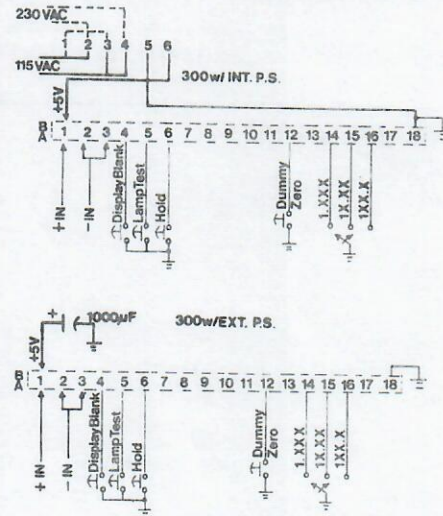 230VAC
1 2 3 4 5 6
115VAC
300w/ INT. P.S.
+5V
B
A
1 2 3 4 5 6 7 8 9 10 11 12 13 14 15 16 18
+ IN
- IN
Display Blank
Lamp Test
Hold
Dummy
Zero
1.XXX
1X.XX
1XX.X
+
1000µF
300w/EXT. P.S.
+5V
B
A
1 2 3 4 5 6 7 8 9 10 11 12 13 14 15 16 18
+ IN
- IN
Display Blank
Lamp Test
Hold
Dummy
Zero
1.XXX
1X.XX
1XX.X